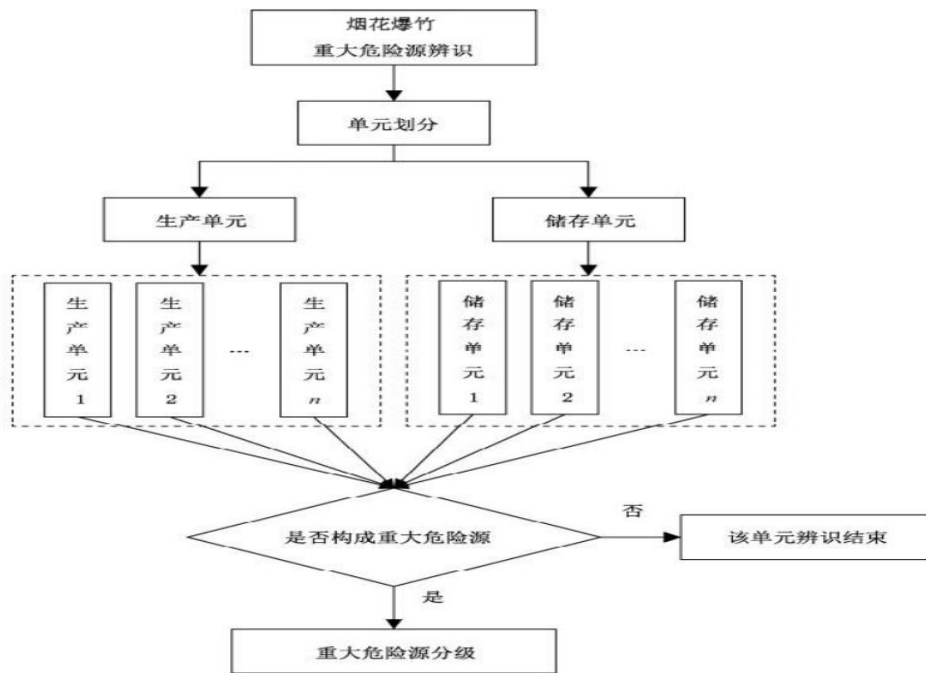 烟花爆竹
重大危险源辨识
单元划分
生产单元
储存单元
生产单元1
生产单元2
…
生产单元n
储存单元1
储存单元2
…
储存单元n
是否构成重大危险源
否
该单元辨识结束
是
重大危险源分级